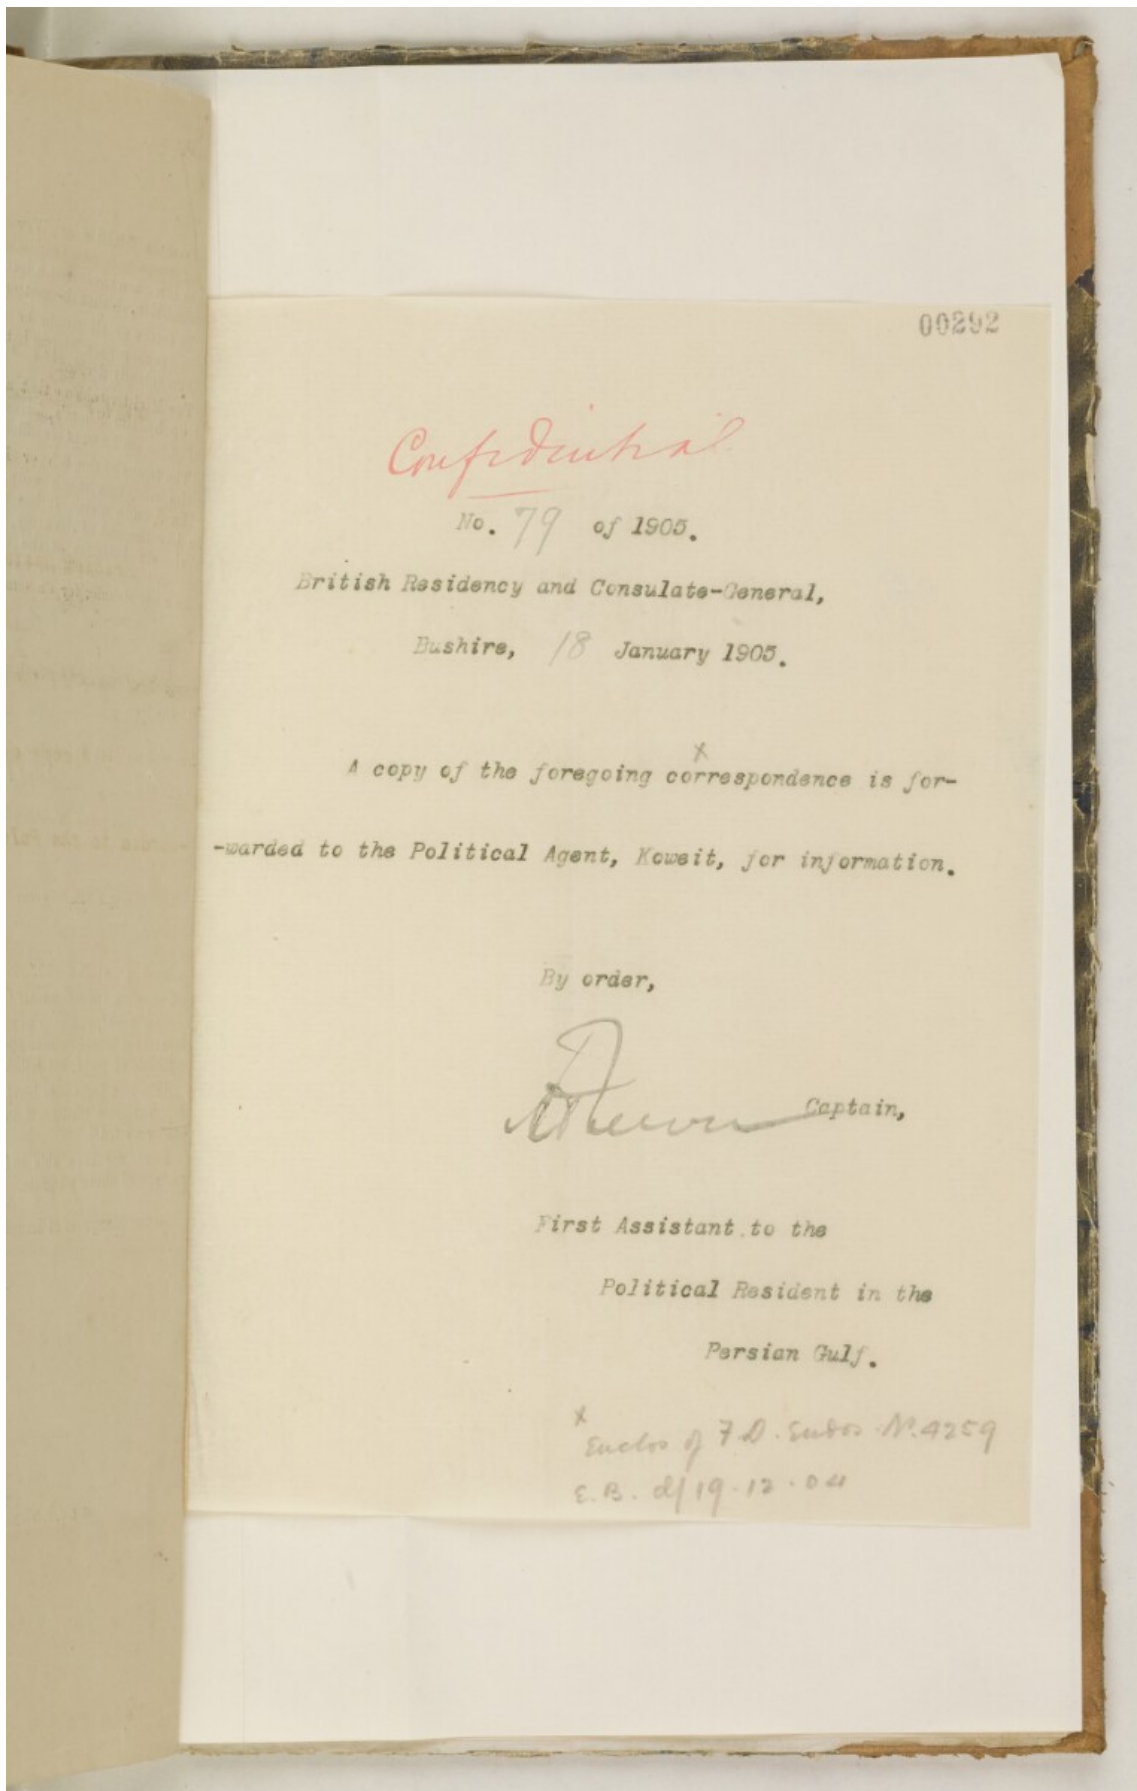 00292
Confidential
No. 79 of 1905.
British Residency and Consulate-General,
Bushire, 18 January 1905.
x
A copy of the foregoing correspondence is for-
-warded to the Political Agent, Koweit, for information.
By order,
Captain,
First Assistant to the
Political Resident in the
Persian Gulf.
x
Enclos of F.D. Endos. No. 4259
E.B. d/ 19.12.04